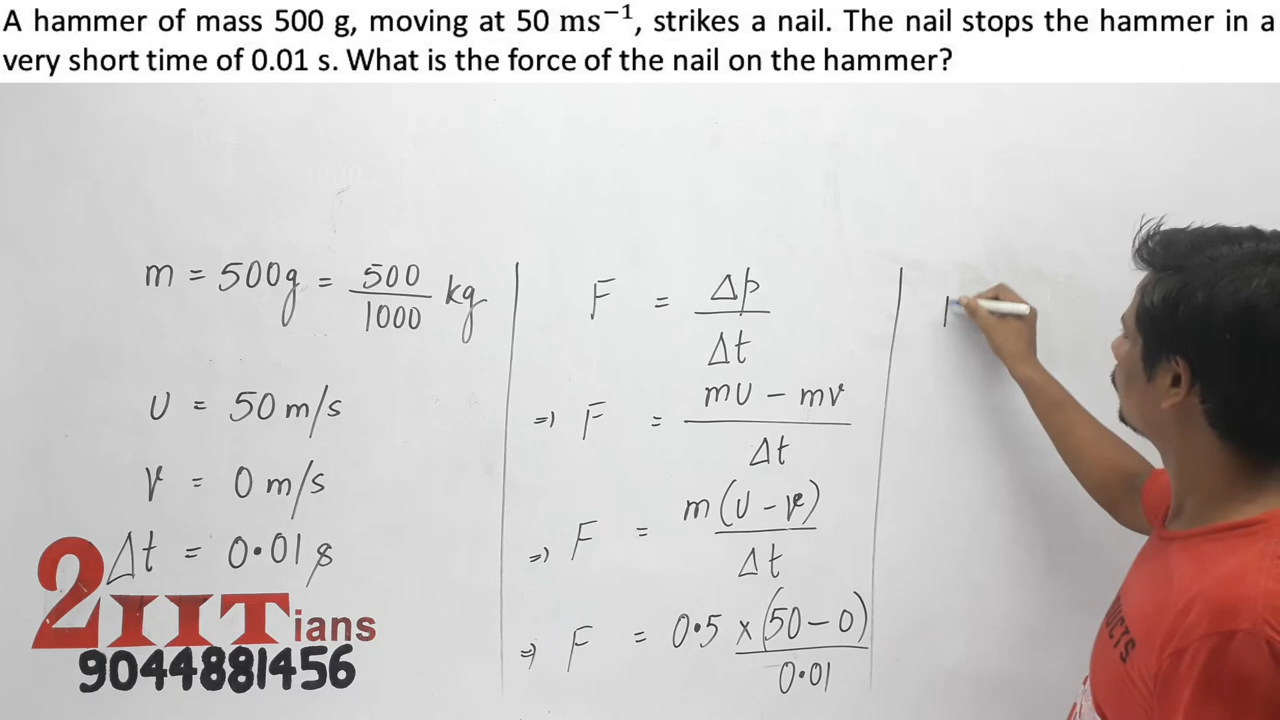 A hammer of mass 500 g, moving at 50 ms⁻¹, strikes a nail. The nail stops the hammer in a
very short time of 0.01 s. What is the force of the nail on the hammer?
m = 500g = 500/1000 kg
U = 50 m/s
v = 0 m/s
Δt = 0.01 s
2IITians
9044881456
F = Δp/Δt
⇒ F = (mU - mv)/Δt
⇒ F = m(U - v)/Δt
⇒ F = 0.5 × (50 - 0)/0.01